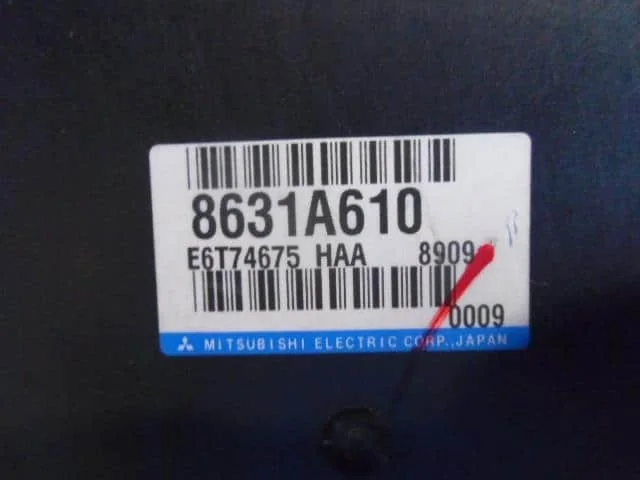 8631A610
E6T74675 HAA 8909
0009
MITSUBISHI ELECTRIC CORP., JAPAN